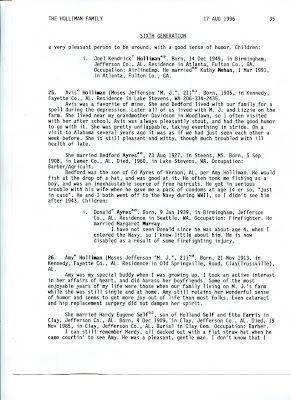 THE HOLLIMAN FAMILY 17 AUG 1996 35
SIXTH GENERATION
a very pleasant person to be around, with a good sense of humor. Children:
i. Joel Kendrick Holliman. Born, 14 Dec 1949, in Birmingham,
Jefferson Co., AL. Residence in Atlanta, Fulton Co., GA.
Occupation: Airlines Emp. He married Kathy Mehan, 1 Mar 1991,
in Atlanta, Fulton Co., GA.
25. Avis Holliman (Moses Jefferson "M. J.", 21). Born, 1905, in Kennedy,
Fayette Co., AL. Residence in Lake Stevens, WA
Avis was a favorite of mine. She and Bedford lived with our family for a
spell during the depression. Later all of us lived with M. J. and Lizzie on the
farm. She lived near my grandmother Davidson in Woodlawn, so I often visited
with her after school. Avis was always pleasantly stout, and had the good humor
to go with it. She was pretty unflappable, taking everthing in stride. On a
visit to Alabama several years ago it was as if we had just seen each other a
week before. She is still pleasant and witty, though much troubled with ill
health of late.
She married Bedford Ayres, 23 Aug 1927, in Steens, MS. Born, 5 Sep
1908, in Lamar Co., AL. Died, 1960, in Lake Stevens, WA. Occupation:
Barber/Agricult.
Bedford was the son of Ed Ayres of Vernon, AL, per Amy Holliman. He would
fish at the drop of a hat, and was good at it. He often took me fishing as a
boy, and was an inexhaustible source of free haircuts. He got in serious
trouble with his wife when he gave me a pack of condoms at age 14 or so, "just
in case". He and I both went off to the Navy during WWII, so I didn't see him
after 1943. Children:
i. Donald Ayres. Born, 9 Jan 1929, in Birmingham, Jefferson
Co., AL. Residence in Seattle, WA. Occupation: Firefighter. He
married Margaret Murray.
I have not seen Donald since he was about age 4, when I
entered the Navy, so I know little about him. He is now
disabled as a result of some firefighting injury.
26. Amy Holliman (Moses Jefferson "M. J.", 21). Born, 21 Nov 1913, in
Kennedy, Fayette Co., AL. Residence in Old Springville, Road, Clay(Trussville),
AL.
Amy was my special buddy when I was growing up. I took an active interest
in her affairs of heart, and did harass her boyfriends. Some of the most
enjoyable years of my life were those when our family living on M. J.'s farm
while she was still single and at home. Amy still retains her wonderful sense
of humor and seems to get more joy out of life than most folks. Even cataract
and hip replacement surgery did not dampen her spirit.
She married Hardy Eugene Self, son of Holland Self and Etta Farris in
Clay, Jefferson Co., AL. Born, 4 Dec 1909, in Clay, Jefferson Co., AL. Died, 19
Nov 1985, in Clay, Jefferson Co., AL. Burial in Clay Cem. Occupation: Barber.
I can still remember Hardy, all decked out with a flat straw hat when he
came courtin' to see Amy. He was a pleasant, gentle man. I don't know that I